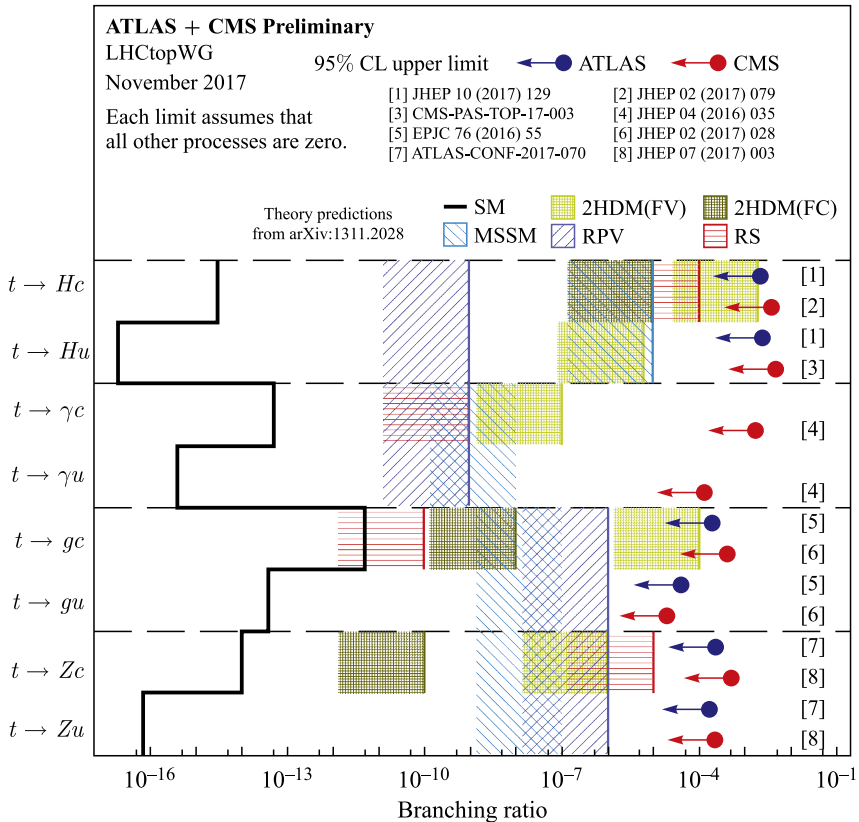 ATLAS + CMS Preliminary
LHCtopWG
November 2017
Each limit assumes that
all other processes are zero.
95% CL upper limit ATLAS CMS
[1] JHEP 10 (2017) 129 [2] JHEP 02 (2017) 079
[3] CMS-PAS-TOP-17-003 [4] JHEP 04 (2016) 035
[5] EPJC 76 (2016) 55 [6] JHEP 02 (2017) 028
[7] ATLAS-CONF-2017-070 [8] JHEP 07 (2017) 003
Theory predictions
from arXiv:1311.2028
SM 2HDM(FV) 2HDM(FC)
MSSM RPV RS
t → Hc [1]
[2]
t → Hu [1]
[3]
t → γc [4]
t → γu [4]
t → gc [5]
[6]
t → gu [5]
[6]
t → Zc [7]
[8]
t → Zu [7]
[8]
10⁻¹⁶ 10⁻¹³ 10⁻¹⁰ 10⁻⁷ 10⁻⁴ 10⁻¹
Branching ratio